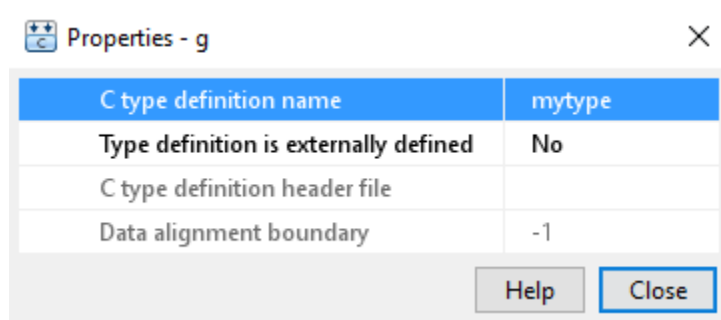 C Properties - g
C type definition name mytype
Type definition is externally defined No
C type definition header file
Data alignment boundary -1
Help Close